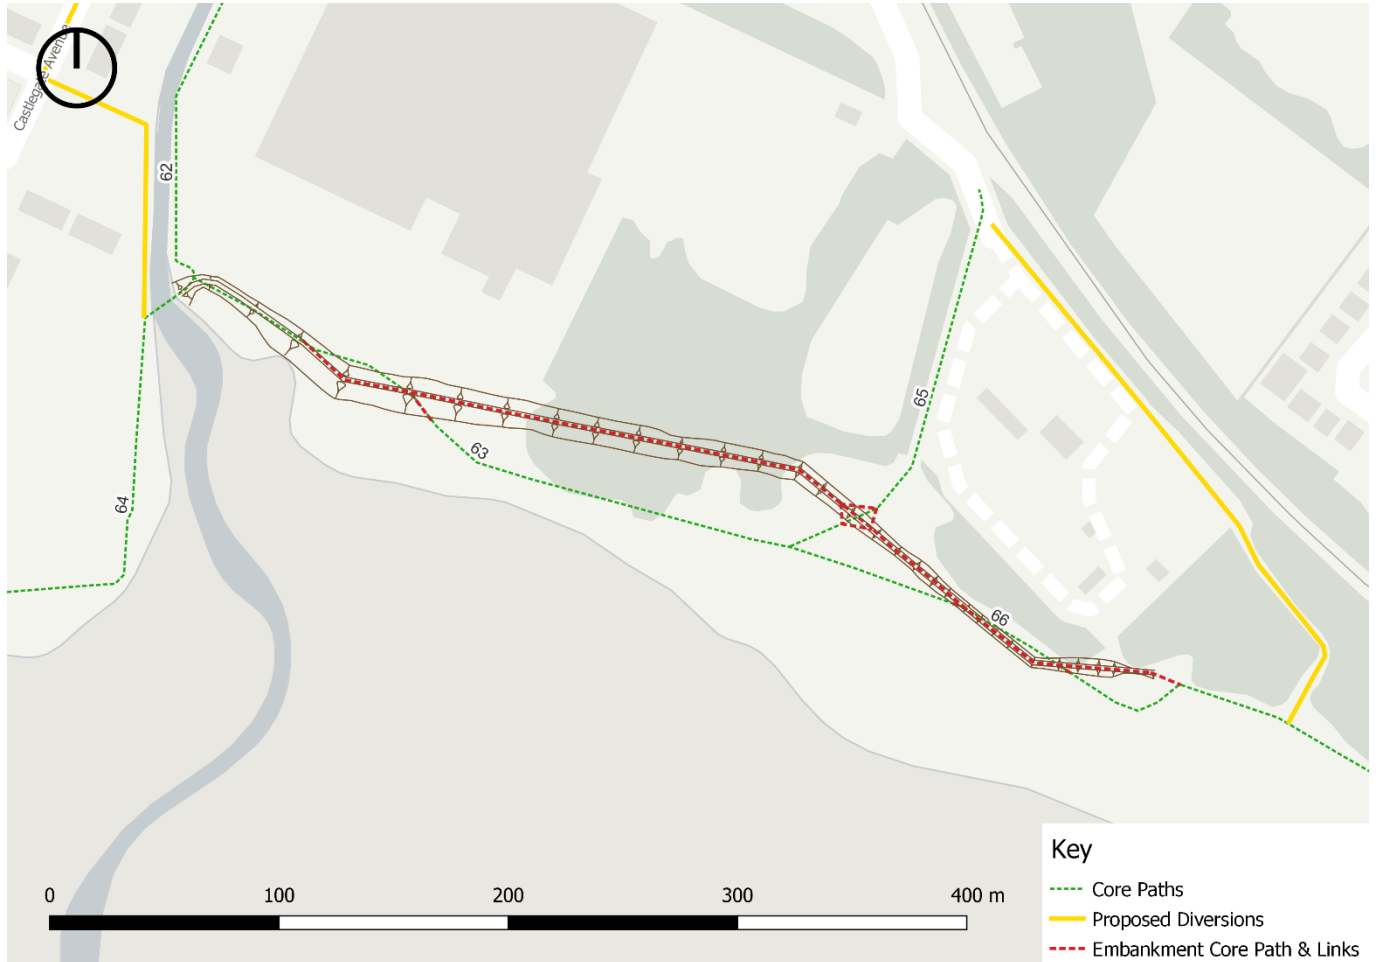 Castlegate Avenue
62
65
63
64
66
0 100 200 300 400 m
Key
Core Paths
Proposed Diversions
Embankment Core Path & Links